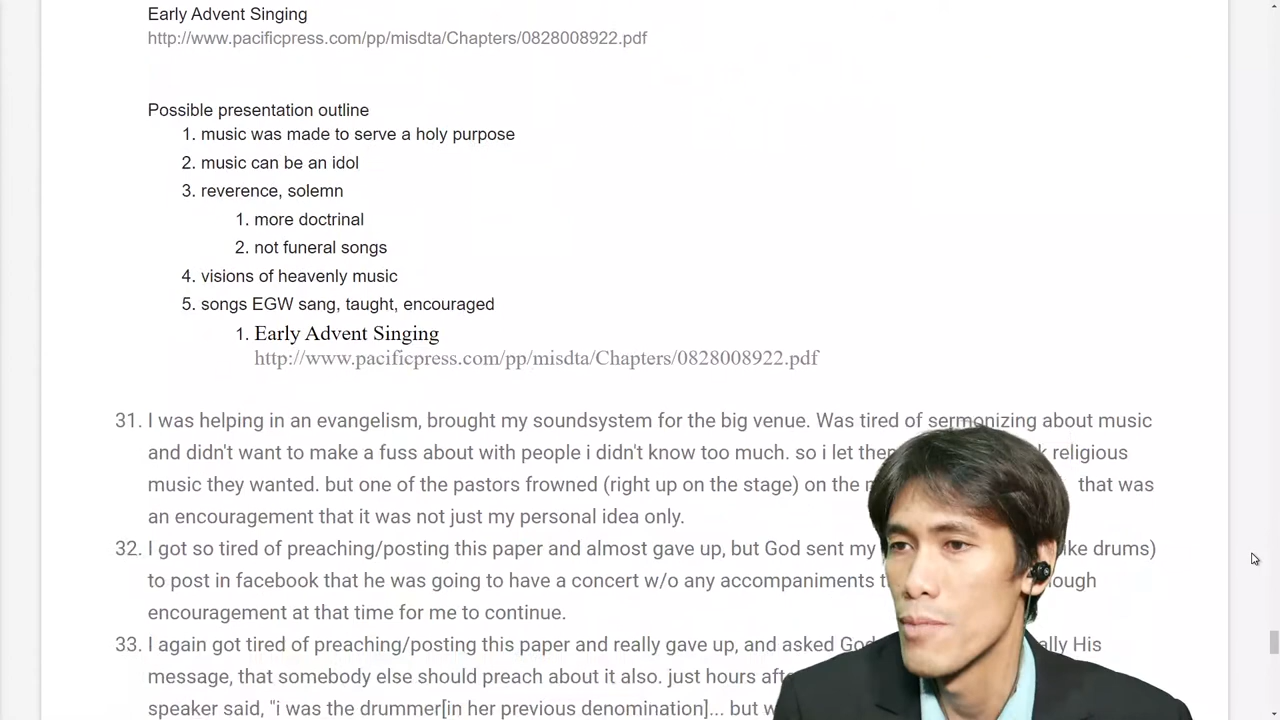 Early Advent Singing
http://www.pacificpress.com/pp/misdta/Chapters/0828008922.pdf
Possible presentation outline
1. music was made to serve a holy purpose
2. music can be an idol
3. reverence, solemn
1. more doctrinal
2. not funeral songs
4. visions of heavenly music
5. songs EGW sang, taught, encouraged
1. Early Advent Singing
http://www.pacificpress.com/pp/misdta/Chapters/0828008922.pdf
31. I was helping in an evangelism, brought my soundsystem for the big venue. Was tired of sermonizing about music
and didn't want to make a fuss about with people i didn't know too much. so i let religious
music they wanted. but one of the pastors frowned (right up on the stage) on the that was
an encouragement that it was not just my personal idea only.
32. I got so tired of preaching/posting this paper and almost gave up, but God sent my drums)
to post in facebook that he was going to have a concert w/o any accompaniments
encouragement at that time for me to continue.
33. I again got tired of preaching/posting this paper and really gave up, and asked God His
message, that somebody else should preach about it also. just hours
speaker said, "i was the drummer[in her previous denomination]... but